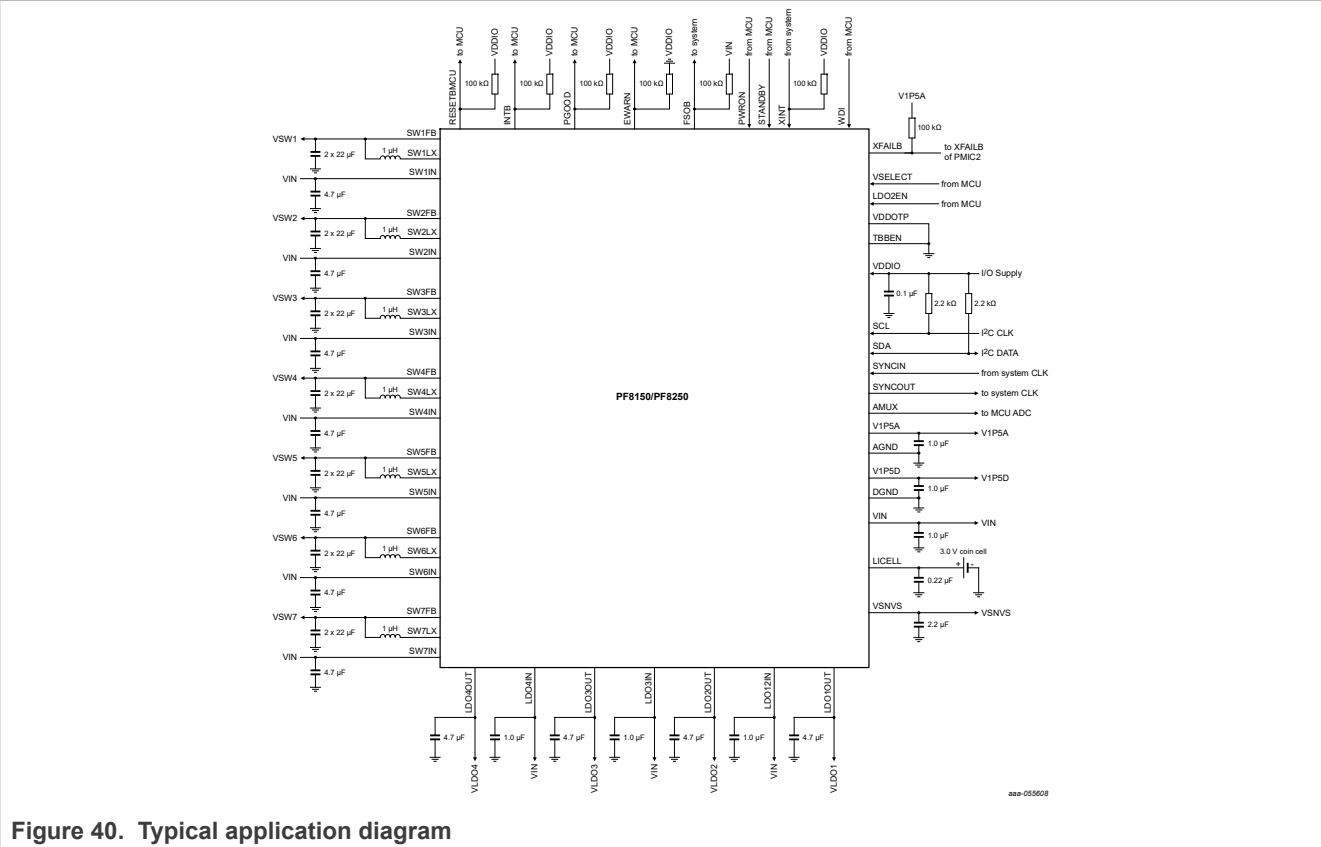 to MCU
VDDIO
to MCU
VDDIO
to MCU
VDDIO
to MCU
VDDIO
to system
VIN
from MCU
from MCU
from system
VDDIO
from MCU
100 kΩ
100 kΩ
100 kΩ
100 kΩ
100 kΩ
100 kΩ
RESETBMCU
INTB
PGOOD
EWARN
FSOB
PWRON
STANDBY
XINT
WDI
VSW1
SW1FB
2 x 22 µF
1 µH
SW1LX
VIN
SW1IN
4.7 µF
VSW2
SW2FB
2 x 22 µF
1 µH
SW2LX
VIN
SW2IN
4.7 µF
VSW3
SW3FB
2 x 22 µF
1 µH
SW3LX
VIN
SW3IN
4.7 µF
VSW4
SW4FB
2 x 22 µF
1 µH
SW4LX
VIN
SW4IN
4.7 µF
VSW5
SW5FB
2 x 22 µF
1 µH
SW5LX
VIN
SW5IN
4.7 µF
VSW6
SW6FB
2 x 22 µF
1 µH
SW6LX
VIN
SW6IN
4.7 µF
VSW7
SW7FB
2 x 22 µF
1 µH
SW7LX
VIN
SW7IN
4.7 µF
PF8150/PF8250
V1P5A
100 kΩ
XFAILB
to XFAILB
of PMIC2
VSELECT
from MCU
LDO2EN
from MCU
VDDOTP
TBBEN
VDDIO
I/O Supply
0.1 µF
2.2 kΩ
2.2 kΩ
SCL
I²C CLK
SDA
I²C DATA
SYNCIN
from system CLK
SYNCOUT
to system CLK
AMUX
to MCU ADC
V1P5A
V1P5A
1.0 µF
AGND
V1P5D
V1P5D
1.0 µF
DGND
VIN
VIN
1.0 µF
3.0 V coin cell
LICELL
+
-
0.22 µF
VSNVS
VSNVS
2.2 µF
LDO4OUT
LDO4IN
LDO3OUT
LDO3IN
LDO2OUT
LDO12IN
LDO1OUT
4.7 µF
1.0 µF
4.7 µF
1.0 µF
4.7 µF
1.0 µF
4.7 µF
VLDO4
VIN
VLDO3
VIN
VLDO2
VIN
VLDO1
aaa-055608
Figure 40. Typical application diagram